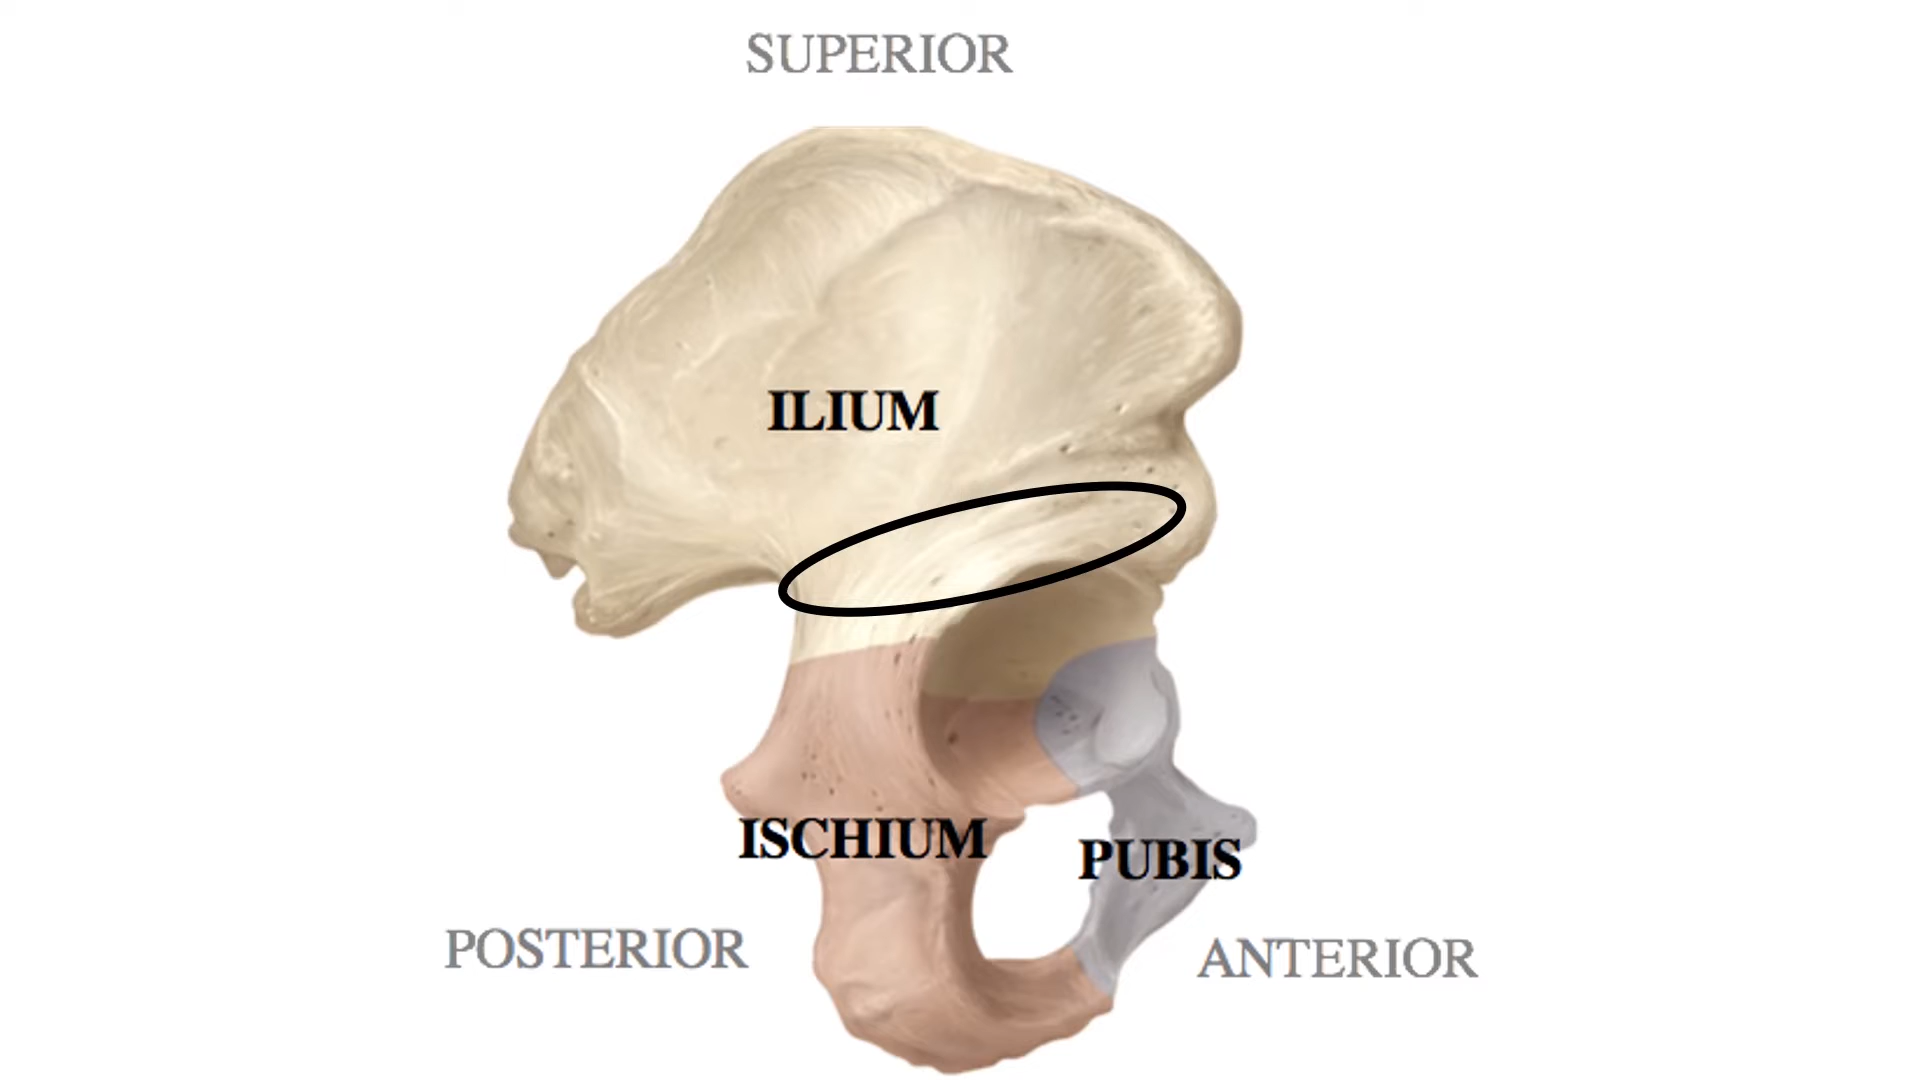 SUPERIOR
ILIUM
ISCHIUM
PUBIS
POSTERIOR
ANTERIOR